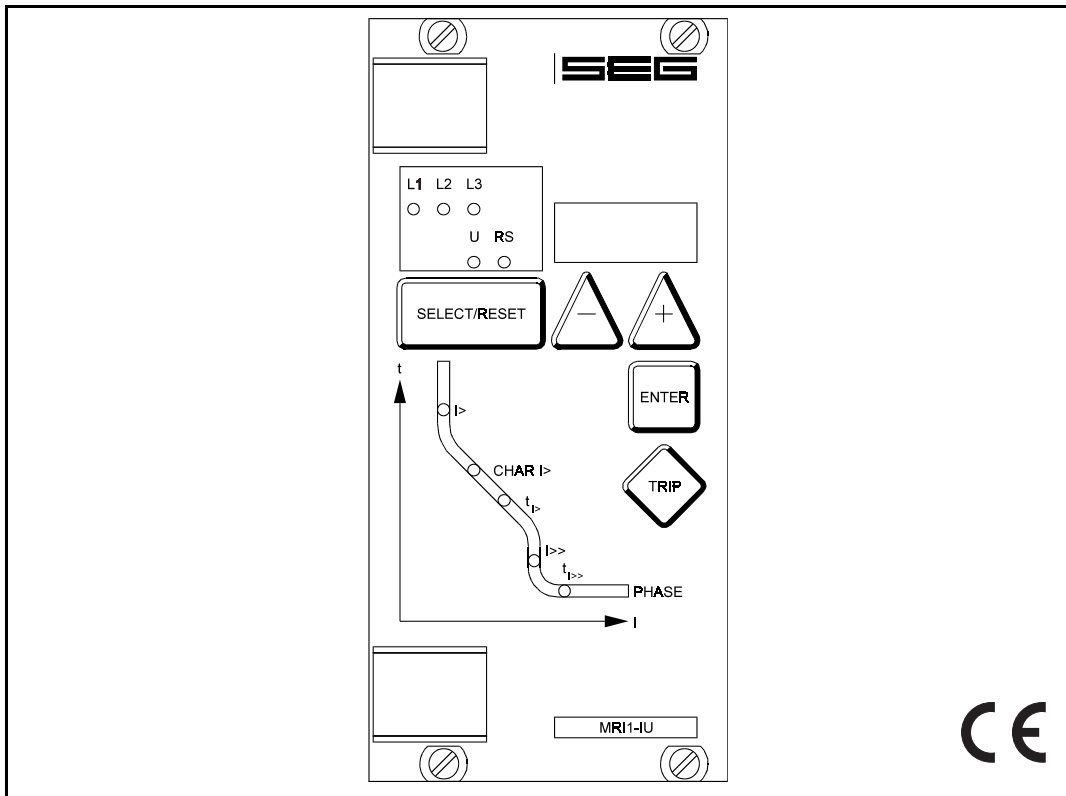 SEG
L1 L2 L3
U RS
SELECT/RESET
−
+
t
ENTER
I>
CHAR I>
TRIP
tI>
I>>
tI>>
PHASE
I
MRI1-IU
CE